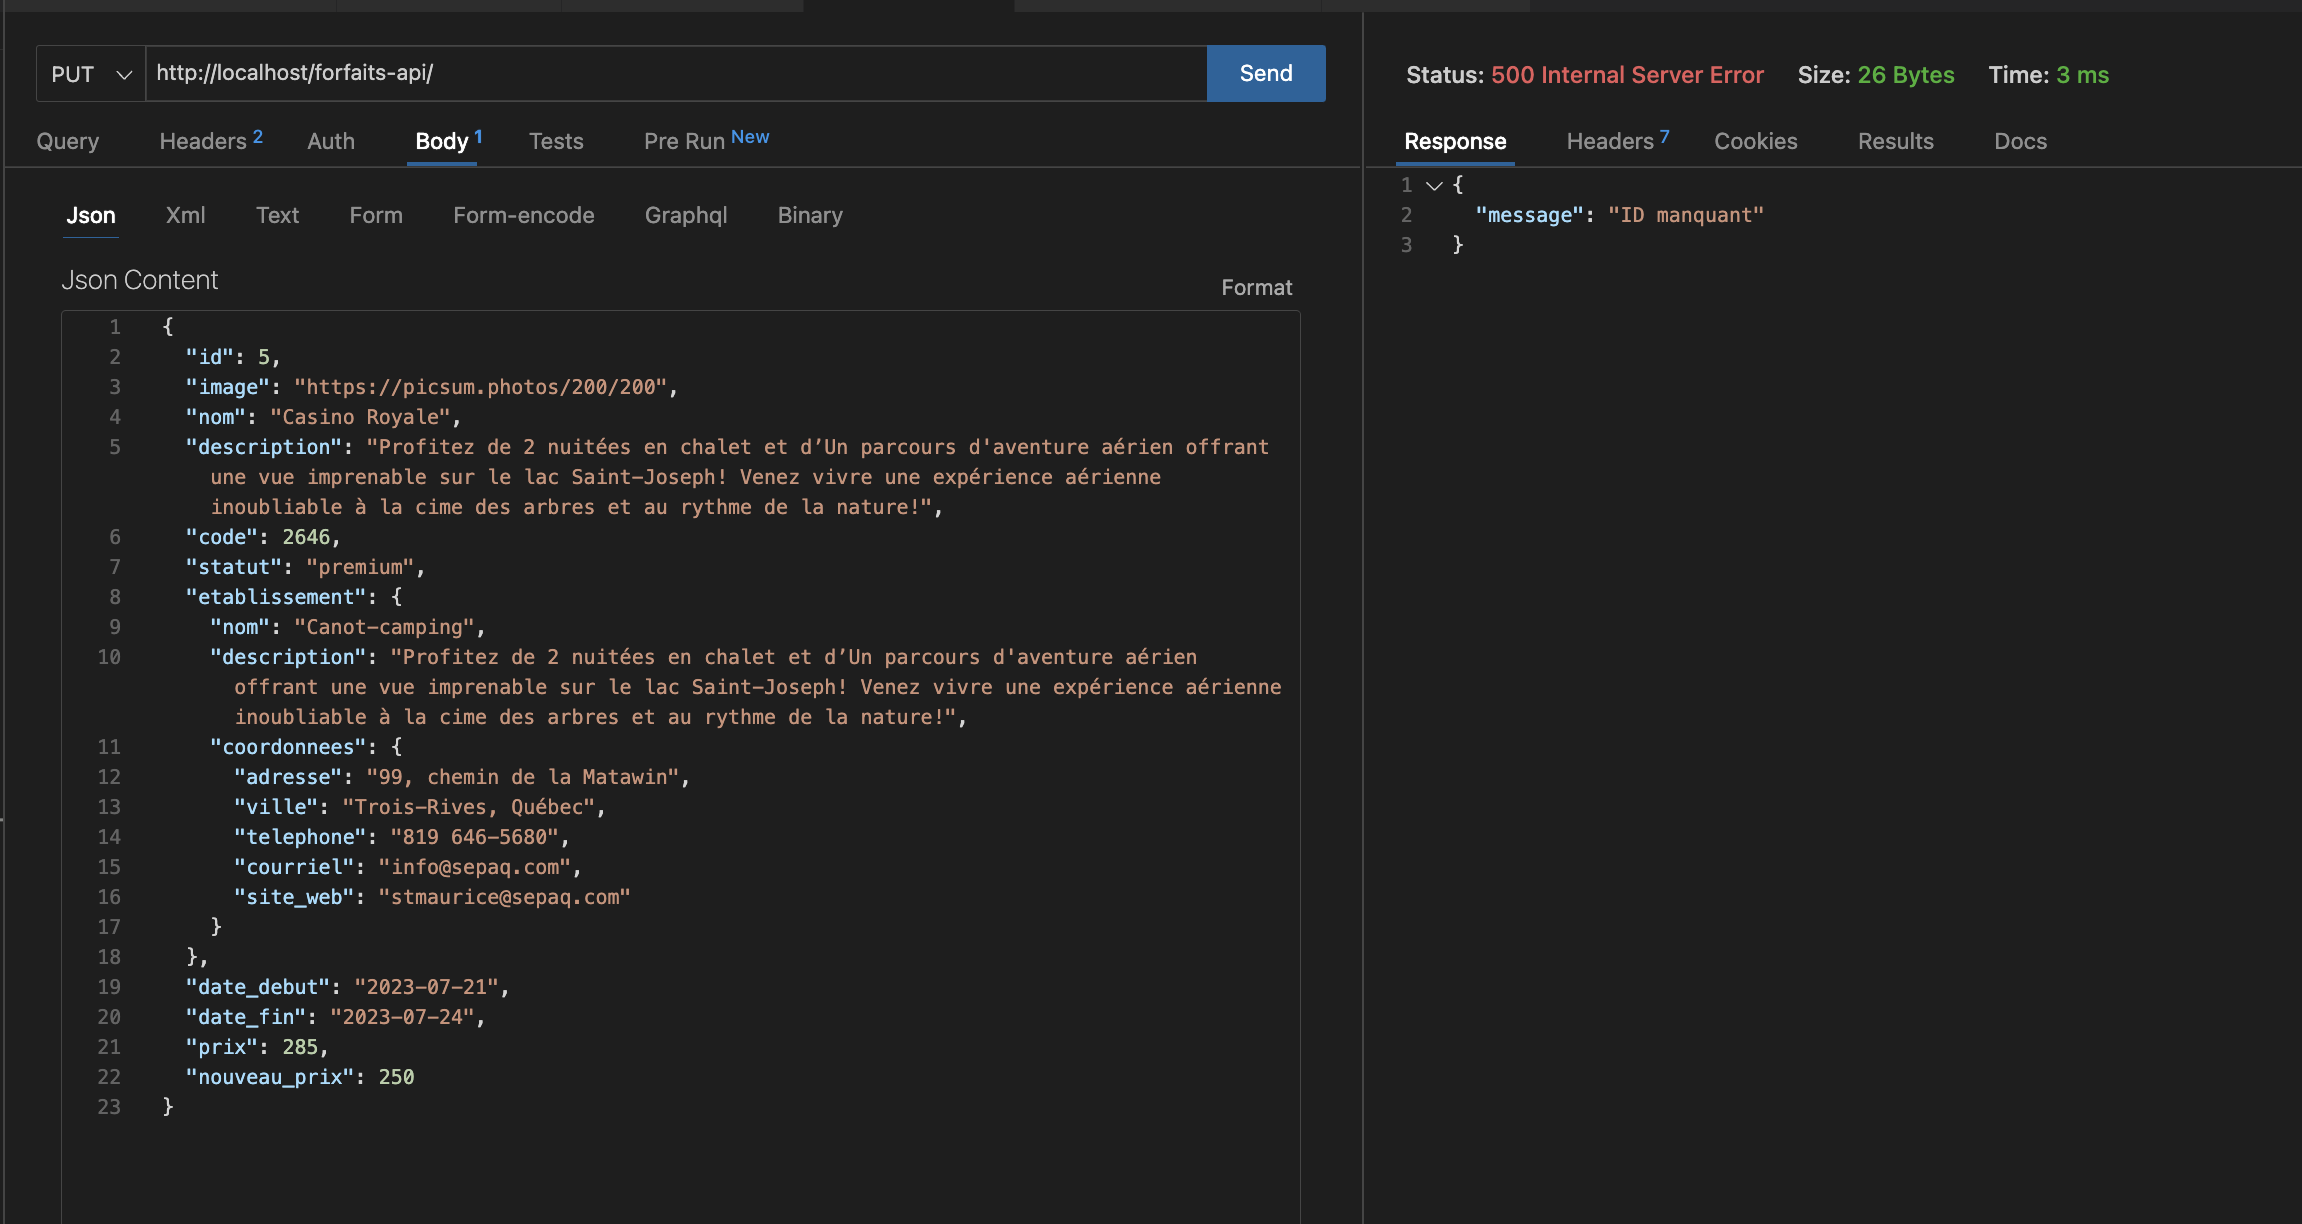 PUT http://localhost/forfaits-api/ Send
Query Headers 2 Auth Body 1 Tests Pre Run New
Json Xml Text Form Form-encode Graphql Binary
Json Content
Format
1 {
2 "id": 5,
3 "image": "https://picsum.photos/200/200",
4 "nom": "Casino Royale",
5 "description": "Profitez de 2 nuitées en chalet et d’Un parcours d'aventure aérien offrant
une vue imprenable sur le lac Saint-Joseph! Venez vivre une expérience aérienne
inoubliable à la cime des arbres et au rythme de la nature!",
6 "code": 2646,
7 "statut": "premium",
8 "etablissement": {
9 "nom": "Canot-camping",
10 "description": "Profitez de 2 nuitées en chalet et d’Un parcours d'aventure aérien
offrant une vue imprenable sur le lac Saint-Joseph! Venez vivre une expérience aérienne
inoubliable à la cime des arbres et au rythme de la nature!",
11 "coordonnees": {
12 "adresse": "99, chemin de la Matawin",
13 "ville": "Trois-Rives, Québec",
14 "telephone": "819 646-5680",
15 "courriel": "info@sepaq.com",
16 "site_web": "stmaurice@sepaq.com"
17 }
18 },
19 "date_debut": "2023-07-21",
20 "date_fin": "2023-07-24",
21 "prix": 285,
22 "nouveau_prix": 250
23 }
Status: 500 Internal Server Error Size: 26 Bytes Time: 3 ms
Response Headers 7 Cookies Results Docs
1 {
2 "message": "ID manquant"
3 }